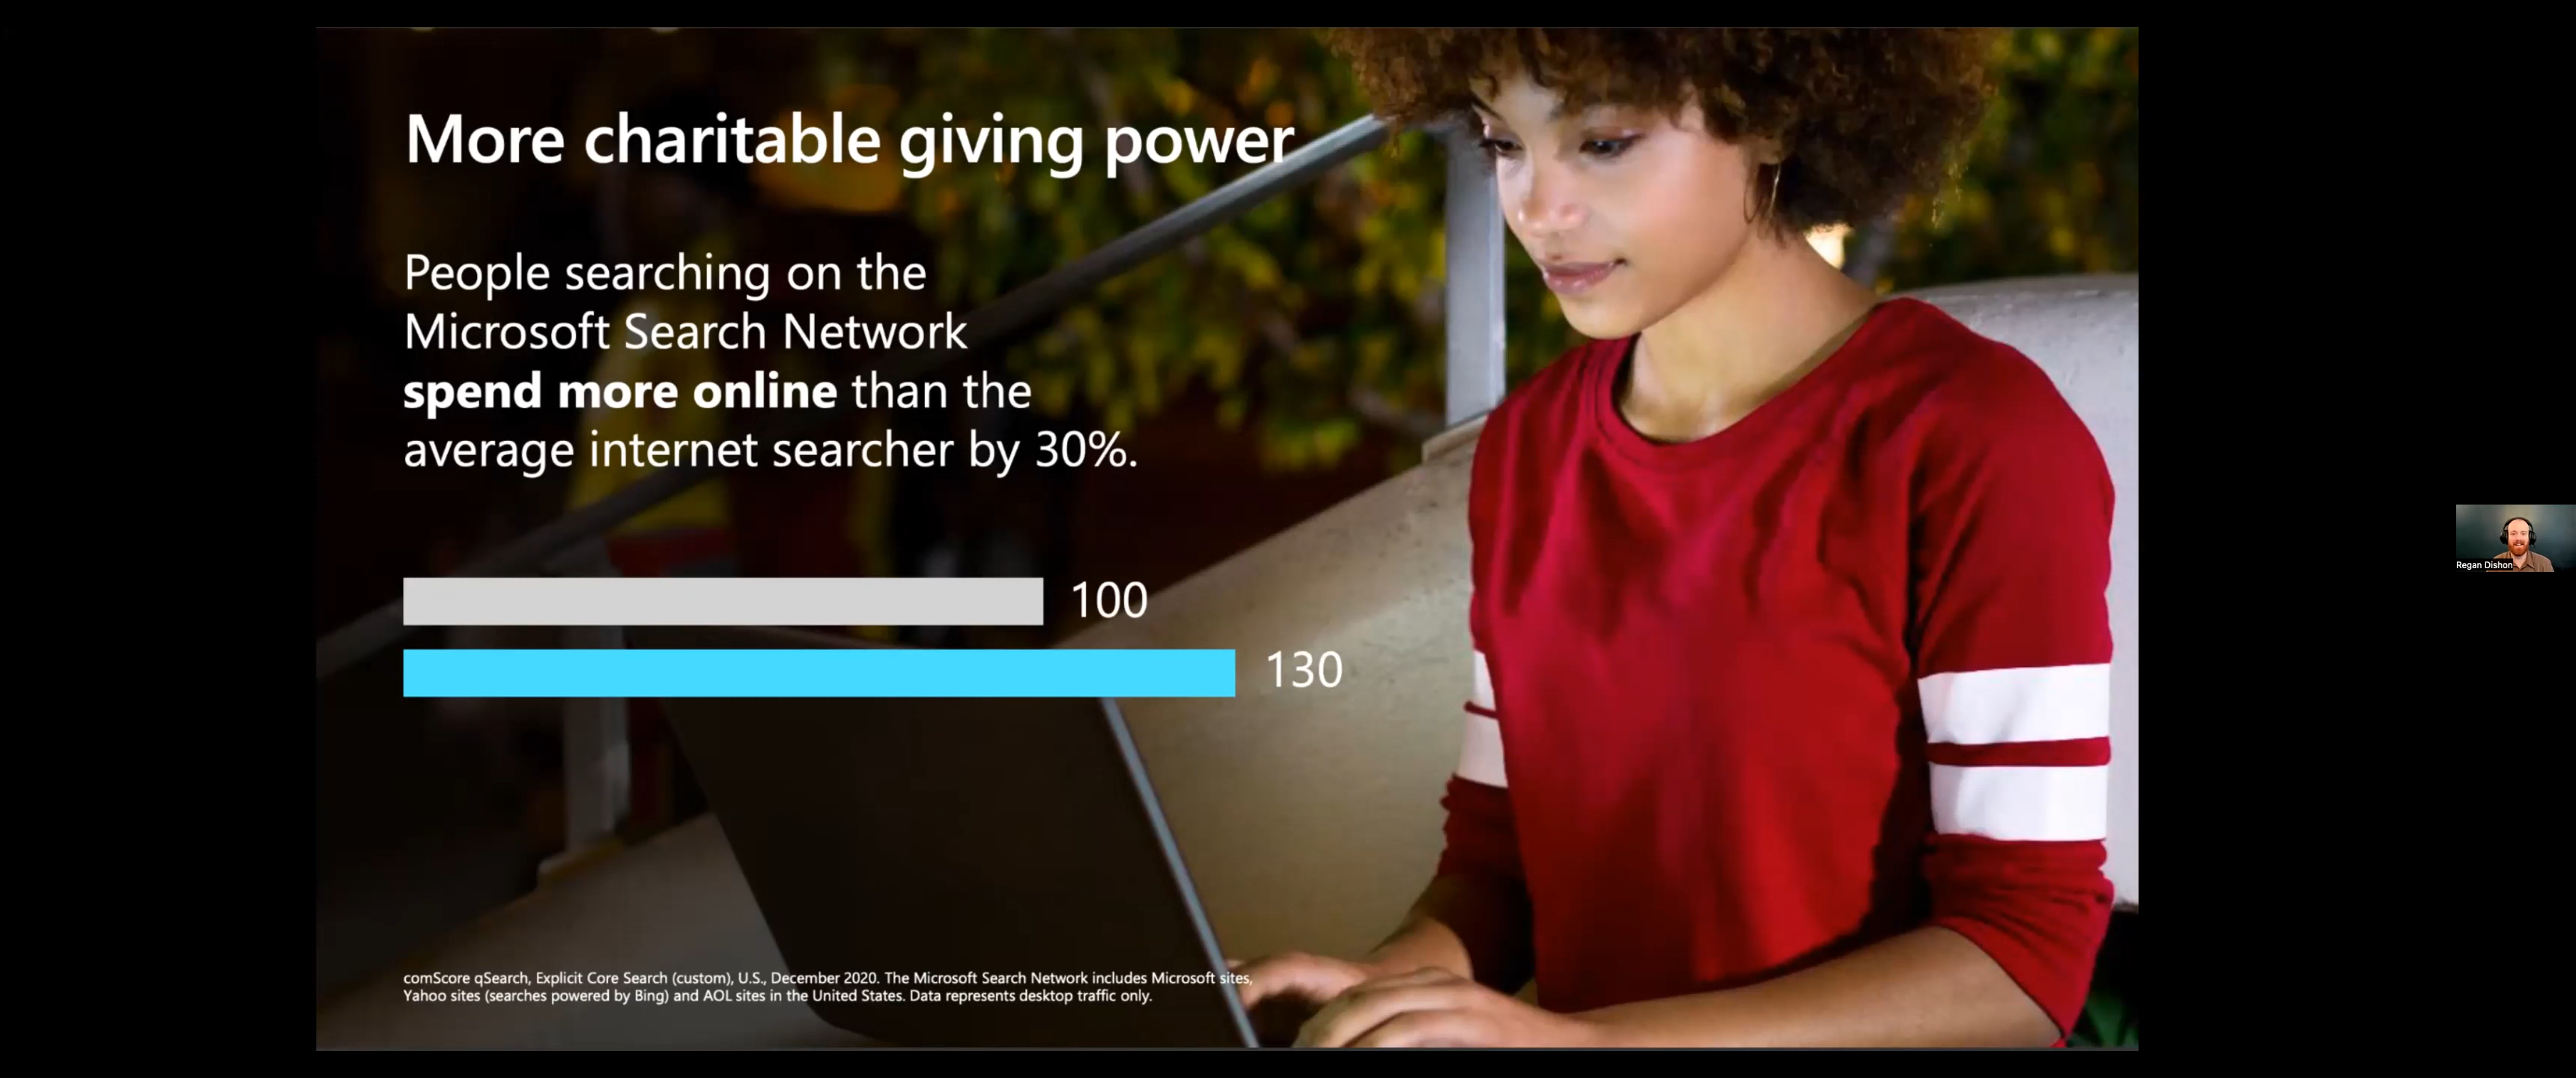 More charitable giving power
People searching on the
Microsoft Search Network
spend more online than the
average internet searcher by 30%.
100
130
comScore qSearch, Explicit Core Search (custom), U.S., December 2020. The Microsoft Search Network includes Microsoft sites,
Yahoo sites (searches powered by Bing) and AOL sites in the United States. Data represents desktop traffic only.
Regan Dishon